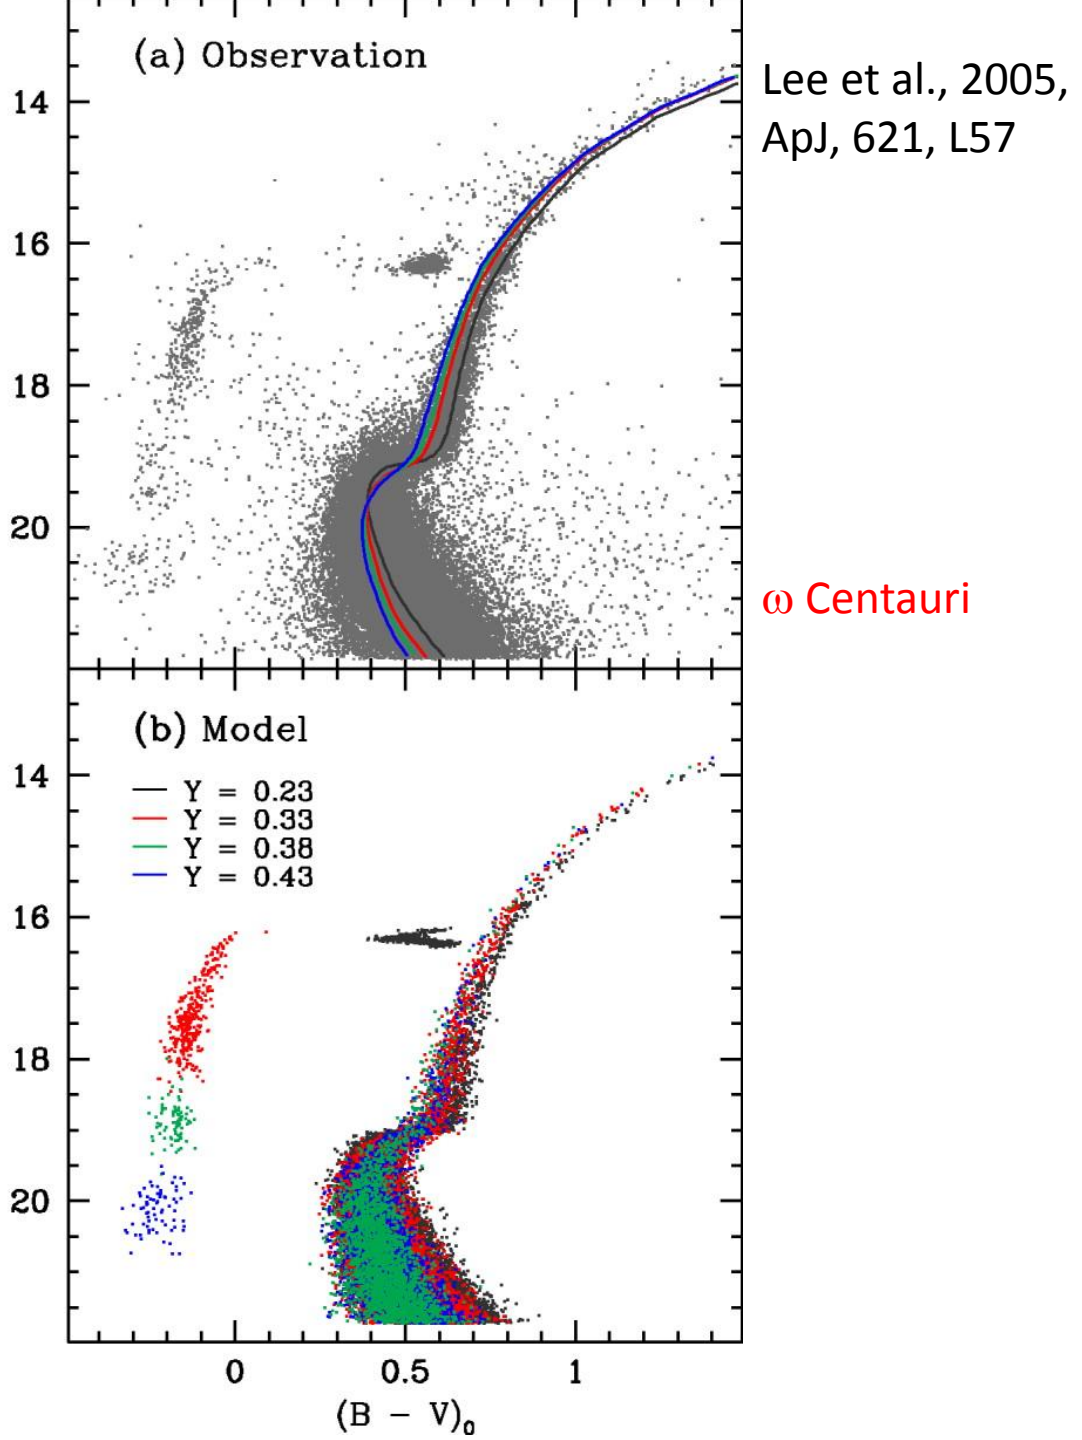 (a) Observation
Lee et al., 2005,
ApJ, 621, L57
14
16
18
20
ω Centauri
(b) Model
Y = 0.23
Y = 0.33
Y = 0.38
Y = 0.43
14
16
18
20
0 0.5 1
(B − V)₀